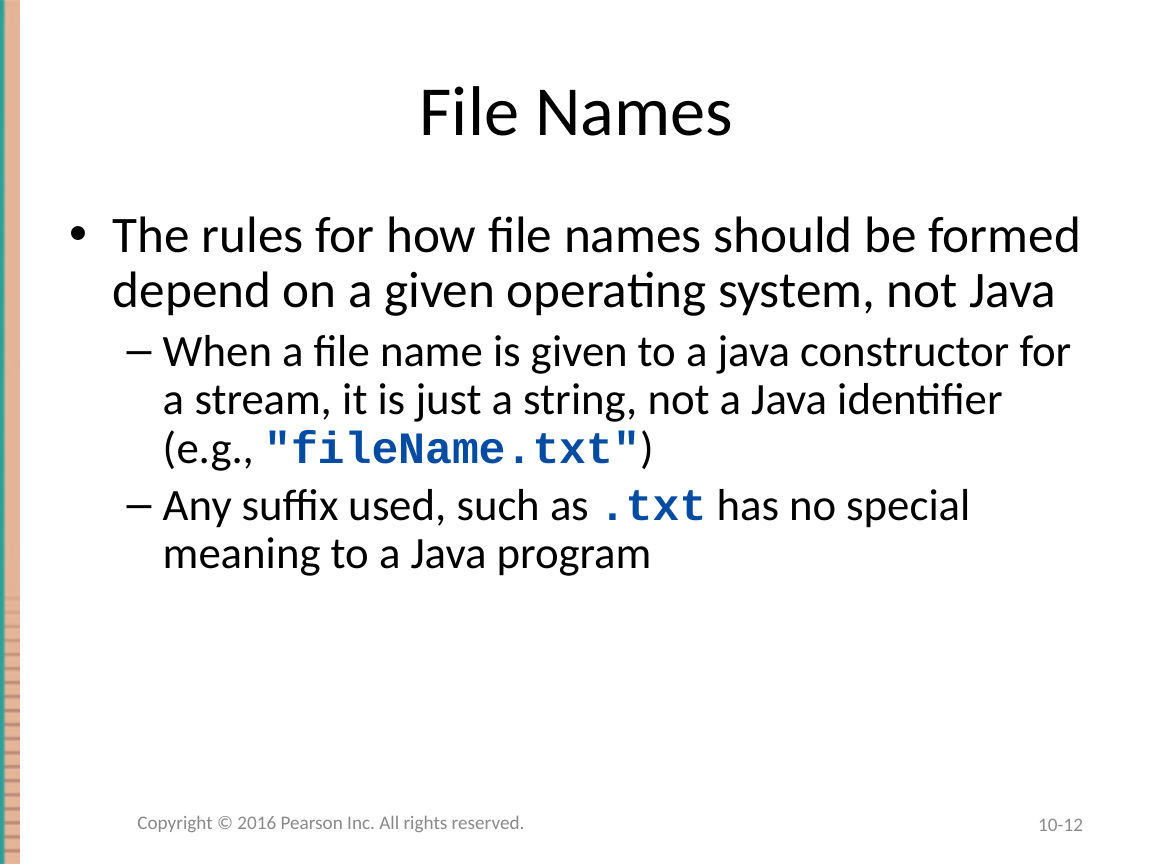 File Names
• The rules for how file names should be formed
depend on a given operating system, not Java
– When a file name is given to a java constructor for
a stream, it is just a string, not a Java identifier
(e.g., "fileName.txt")
– Any suffix used, such as .txt has no special
meaning to a Java program
Copyright © 2016 Pearson Inc. All rights reserved.
10-12